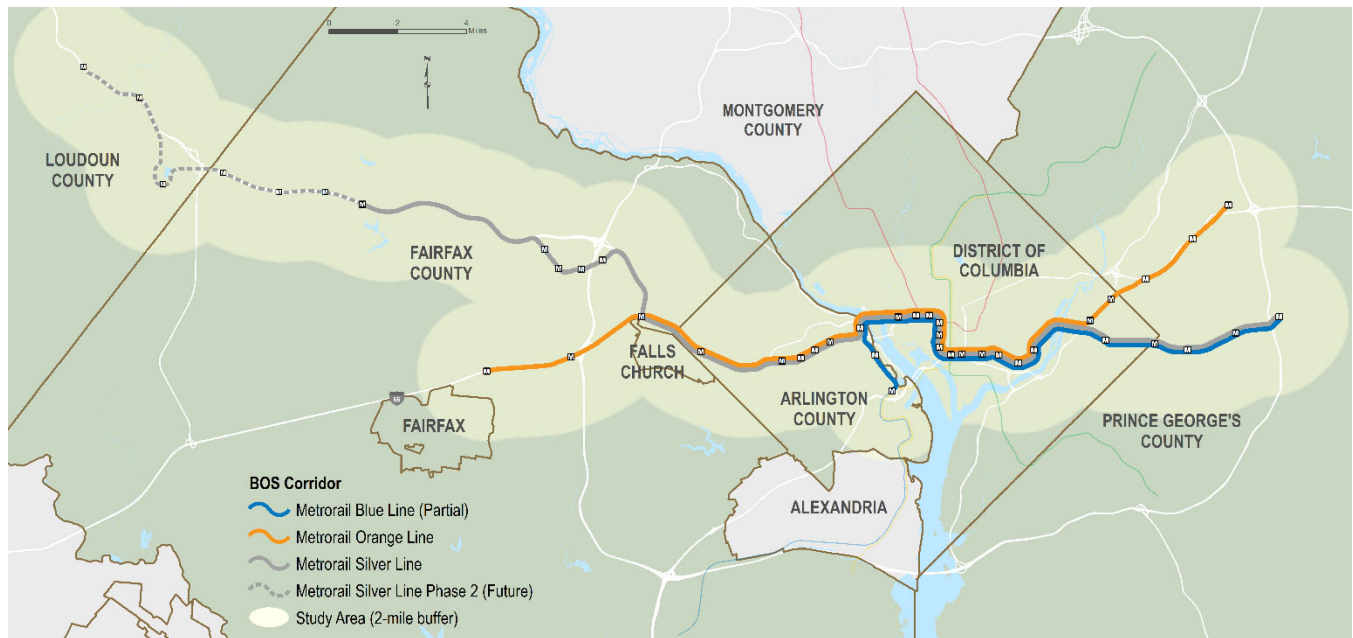 0 2 4
Miles
N
MONTGOMERY
COUNTY
LOUDOUN
COUNTY
FAIRFAX
COUNTY
DISTRICT OF
COLUMBIA
FALLS
CHURCH
ARLINGTON
COUNTY
PRINCE GEORGE'S
COUNTY
66
FAIRFAX
ALEXANDRIA
BOS Corridor
Metrorail Blue Line (Partial)
Metrorail Orange Line
Metrorail Silver Line
Metrorail Silver Line Phase 2 (Future)
Study Area (2-mile buffer)